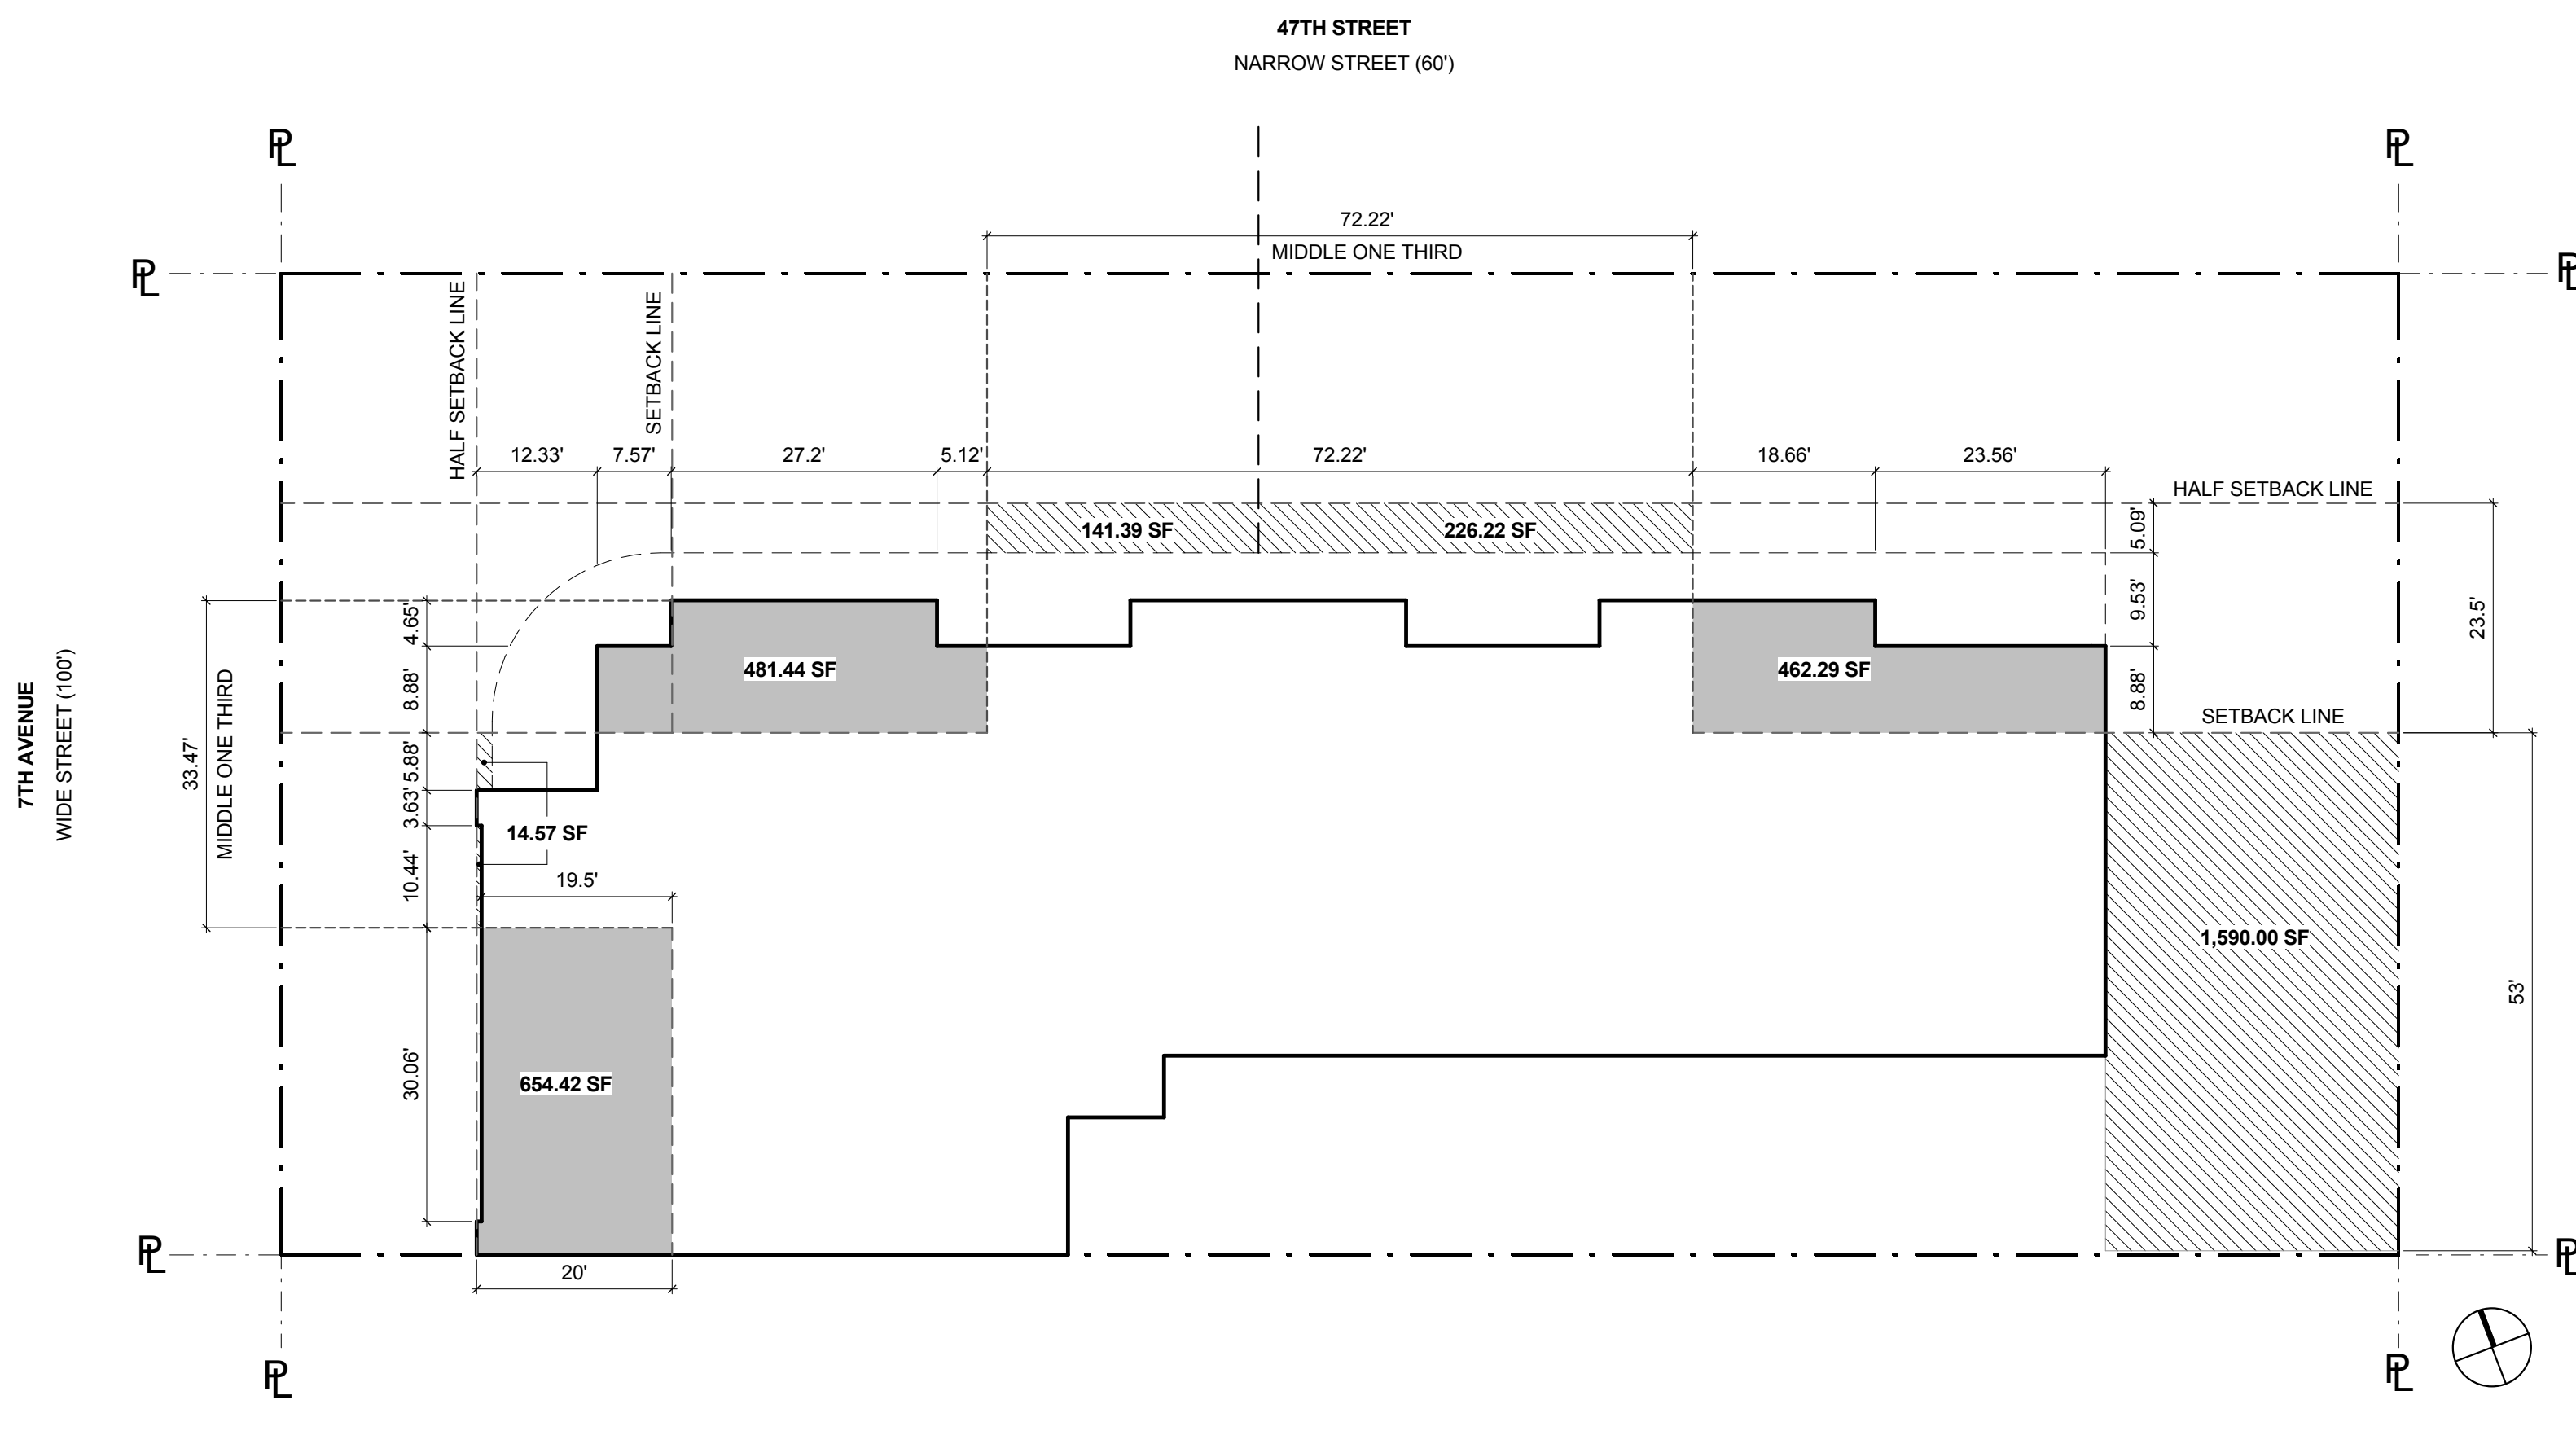 47TH STREET
NARROW STREET (60')
PL
PL
72.22'
MIDDLE ONE THIRD
PL
PL
HALF SETBACK LINE
SETBACK LINE
12.33'
7.57'
27.2'
5.12'
72.22'
18.66'
23.56'
HALF SETBACK LINE
141.39 SF
226.22 SF
5.09'
9.53'
23.5'
4.65'
8.88'
481.44 SF
462.29 SF
8.88'
SETBACK LINE
7TH AVENUE
WIDE STREET (100')
33.47'
MIDDLE ONE THIRD
5.88'
3.63'
14.57 SF
10.44'
19.5'
1,590.00 SF
53'
30.06'
654.42 SF
PL
PL
20'
PL
PL